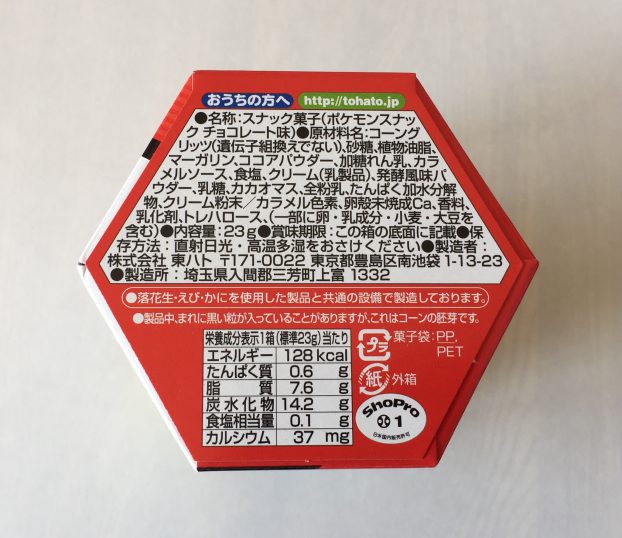 おうちの方へ http://tohato.jp
●名称:スナック菓子(ポケモンスナッ
ク チョコレート味)●原材料名:コーング
リッツ(遺伝子組換えでない)、砂糖、植物油脂、
マーガリン、ココアパウダー、加糖れん乳、カラ
メルソース、食塩、クリーム(乳製品)、発酵風味パ
ウダー、乳糖、カカオマス、全粉乳、たんぱく加水分解
物、クリーム粉末/カラメル色素、卵殻未焼成Ca、香料、
乳化剤、トレハロース、(一部に卵・乳成分・小麦・大豆を
含む)●内容量:23g●賞味期限:この箱の底面に記載●保
存方法:直射日光・高温多湿をおさけください●製造者:
株式会社 東ハト 〒171-0022 東京都豊島区南池袋1-13-23
●製造所:埼玉県入間郡三芳町上富1332
●落花生・えび・かにを使用した製品と共通の設備で製造しております。
●製品中、まれに黒い粒が入っていることがありますが、これはコーンの胚芽です。
栄養成分表示1箱(標準23g)当たり
エネルギー 128 kcal
たんぱく質 0.6 g
脂質 7.6 g
炭水化物 14.2 g
食塩相当量 0.1 g
カルシウム 37 mg
プラ 菓子袋:PP,
PET
紙 外箱
ShoPro
1
日本国内販売許可